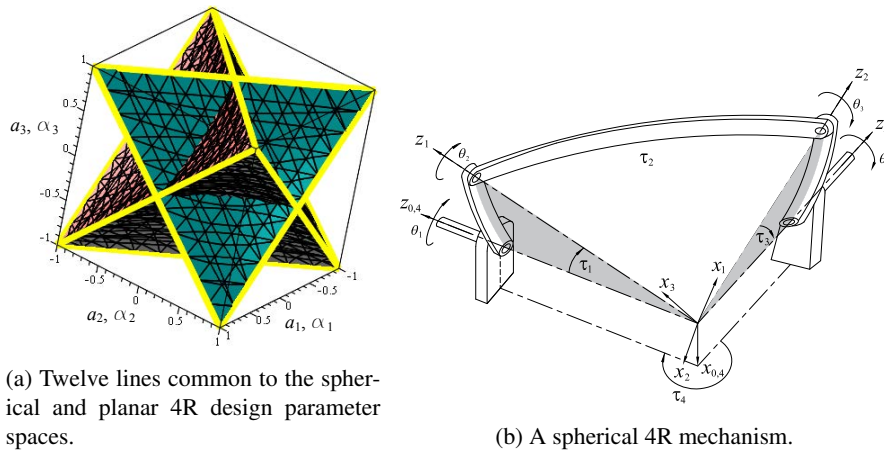 1
0.5
a₃, α₃
0
-0.5
-1
-1
-0.5
a₂, α₂
0
0.5
1
1
0.5
a₁, α₁
0
-0.5
-1
(a) Twelve lines common to the spher-
ical and planar 4R design parameter
spaces.
z₂
θ₃
z
θ
z₁
θ₂
τ₂
z₀,₄
θ₁
τ₁
τ₃
x₃
x₁
x₂
x₀,₄
τ₄
(b) A spherical 4R mechanism.